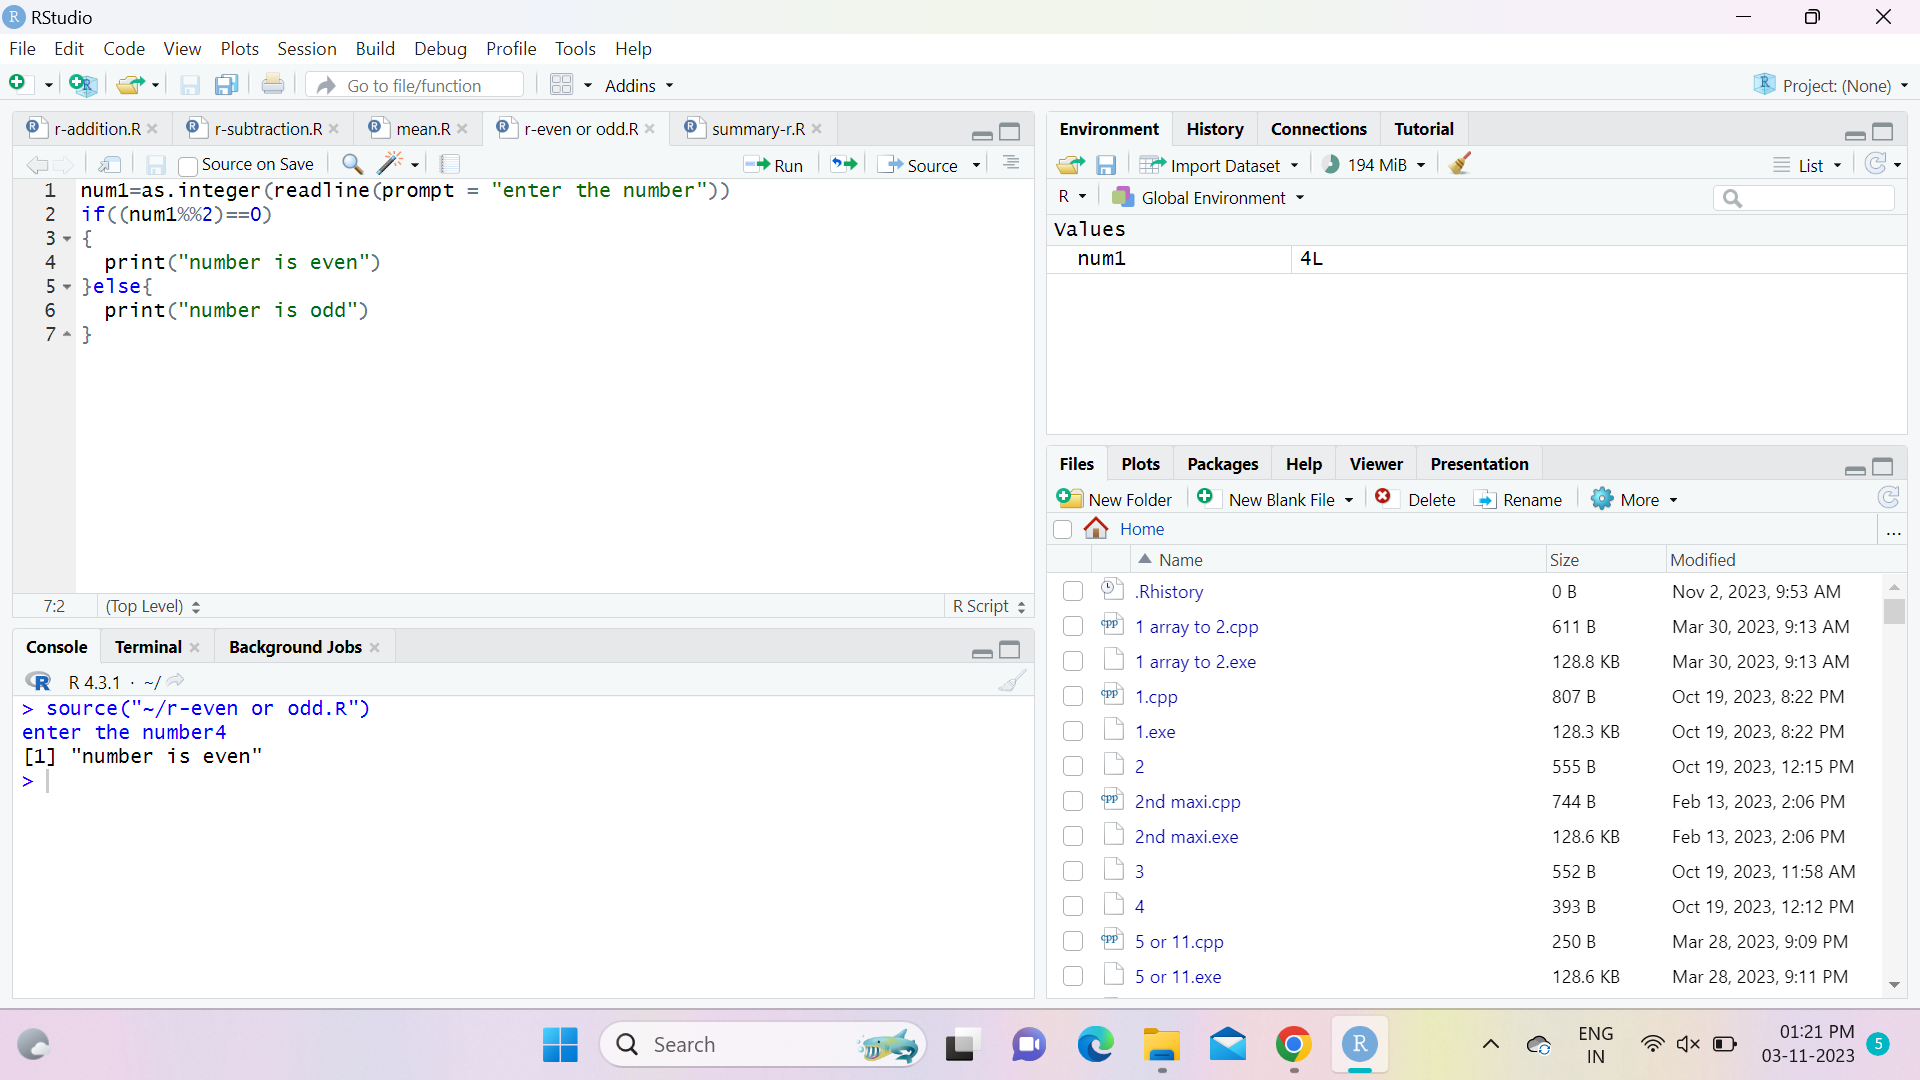 RStudio
File Edit Code View Plots Session Build Debug Profile Tools Help
Go to file/function Addins Project: (None)
r-addition.R r-subtraction.R mean.R r-even or odd.R summary-r.R
Source on Save Run Source
1 num1=as.integer(readline(prompt = "enter the number"))
2 if((num1%%2)==0)
3 {
4 print("number is even")
5 }else{
6 print("number is odd")
7 }
7:2 (Top Level) R Script
Console Terminal Background Jobs
R 4.3.1 · ~/
> source("~/r-even or odd.R")
enter the number4
[1] "number is even"
>
Environment History Connections Tutorial
Import Dataset 194 MiB List
R Global Environment
Values
num1 4L
Files Plots Packages Help Viewer Presentation
New Folder New Blank File Delete Rename More
Home ...
Name Size Modified
.Rhistory 0 B Nov 2, 2023, 9:53 AM
1 array to 2.cpp 611 B Mar 30, 2023, 9:13 AM
1 array to 2.exe 128.8 KB Mar 30, 2023, 9:13 AM
1.cpp 807 B Oct 19, 2023, 8:22 PM
1.exe 128.3 KB Oct 19, 2023, 8:22 PM
2 555 B Oct 19, 2023, 12:15 PM
2nd maxi.cpp 744 B Feb 13, 2023, 2:06 PM
2nd maxi.exe 128.6 KB Feb 13, 2023, 2:06 PM
3 552 B Oct 19, 2023, 11:58 AM
4 393 B Oct 19, 2023, 12:12 PM
5 or 11.cpp 250 B Mar 28, 2023, 9:09 PM
5 or 11.exe 128.6 KB Mar 28, 2023, 9:11 PM
Search
ENG
IN
01:21 PM
03-11-2023
5